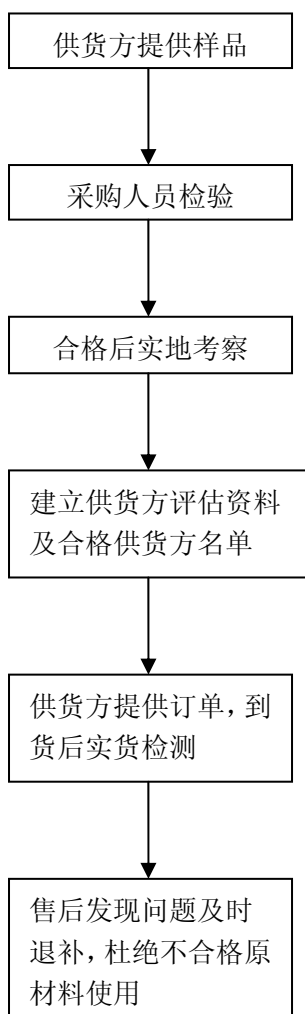 供货方提供样品
采购人员检验
合格后实地考察
建立供货方评估资料
及合格供货方名单
供货方提供订单,到
货后实货检测
售后发现问题及时
退补,杜绝不合格原
材料使用